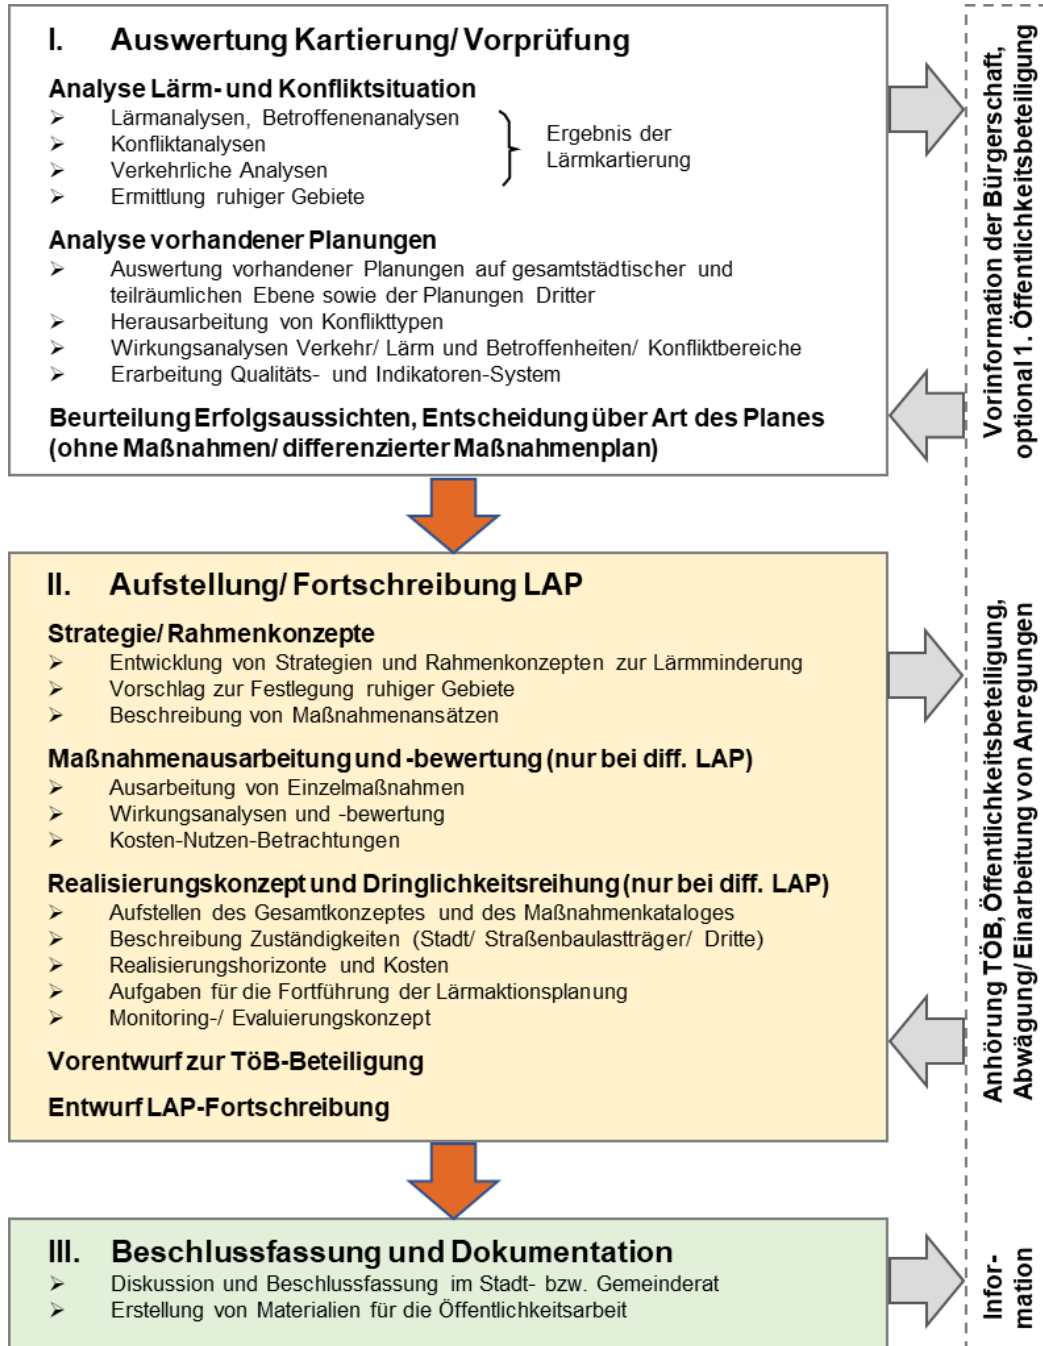 I. Auswertung Kartierung/ Vorprüfung
Analyse Lärm- und Konfliktsituation
➢ Lärmanalysen, Betroffenenanalysen
➢ Konfliktanalysen
➢ Verkehrliche Analysen
➢ Ermittlung ruhiger Gebiete
Ergebnis der
Lärmkartierung
Analyse vorhandener Planungen
➢ Auswertung vorhandener Planungen auf gesamtstädtischer und
teilräumlichen Ebene sowie der Planungen Dritter
➢ Herausarbeitung von Konflikttypen
➢ Wirkungsanalysen Verkehr/ Lärm und Betroffenheiten/ Konfliktbereiche
➢ Erarbeitung Qualitäts- und Indikatoren-System
Beurteilung Erfolgsaussichten, Entscheidung über Art des Planes
(ohne Maßnahmen/ differenzierter Maßnahmenplan)
Vorinformation der Bürgerschaft,
optional 1. Öffentlichkeitsbeteiligung
II. Aufstellung/ Fortschreibung LAP
Strategie/ Rahmenkonzepte
➢ Entwicklung von Strategien und Rahmenkonzepten zur Lärmminderung
➢ Vorschlag zur Festlegung ruhiger Gebiete
➢ Beschreibung von Maßnahmenansätzen
Maßnahmenausarbeitung und -bewertung (nur bei diff. LAP)
➢ Ausarbeitung von Einzelmaßnahmen
➢ Wirkungsanalysen und -bewertung
➢ Kosten-Nutzen-Betrachtungen
Realisierungskonzept und Dringlichkeitsreihung (nur bei diff. LAP)
➢ Aufstellen des Gesamtkonzeptes und des Maßnahmenkataloges
➢ Beschreibung Zuständigkeiten (Stadt/ Straßenbaulastträger/ Dritte)
➢ Realisierungshorizonte und Kosten
➢ Aufgaben für die Fortführung der Lärmaktionsplanung
➢ Monitoring-/ Evaluierungskonzept
Vorentwurf zur TöB-Beteiligung
Entwurf LAP-Fortschreibung
Anhörung TÖB, Öffentlichkeitsbeteiligung,
Abwägung/ Einarbeitung von Anregungen
III. Beschlussfassung und Dokumentation
➢ Diskussion und Beschlussfassung im Stadt- bzw. Gemeinderat
➢ Erstellung von Materialien für die Öffentlichkeitsarbeit
Infor-
mation